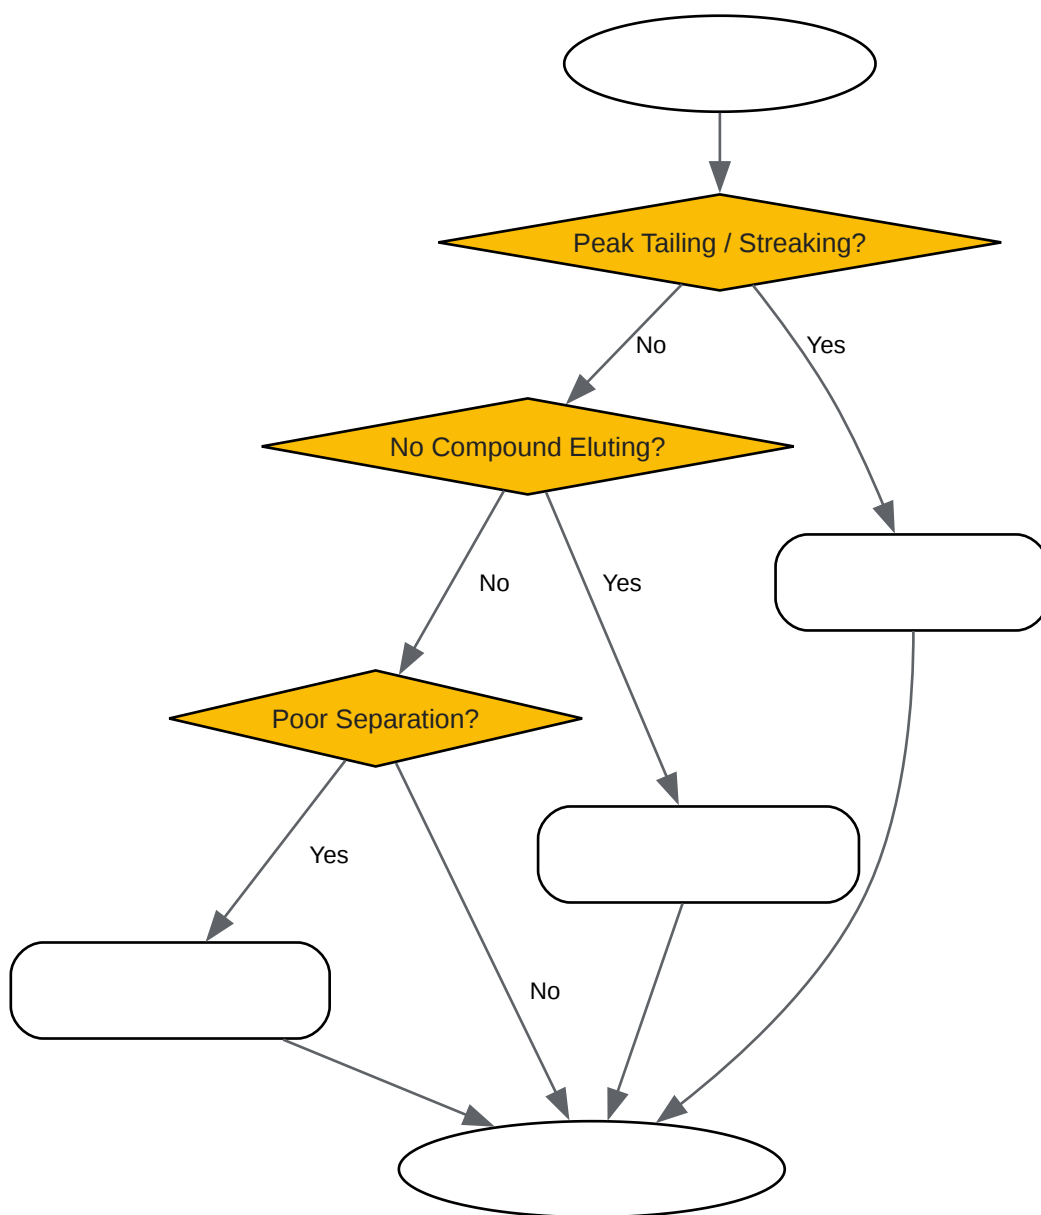 Peak Tailing / Streaking?
No
Yes
No Compound Eluting?
No
Yes
Poor Separation?
Yes
No